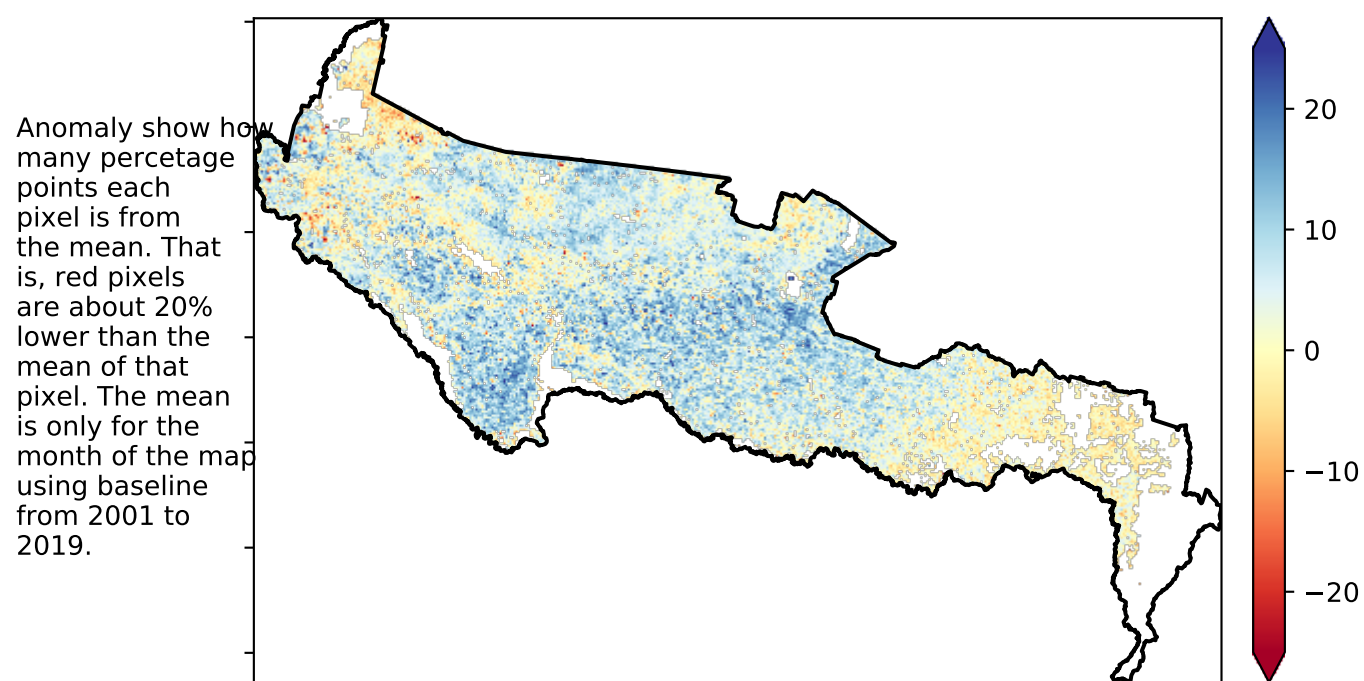 Anomaly show how
many percetage
points each
pixel is from
the mean. That
is, red pixels
are about 20%
lower than the
mean of that
pixel. The mean
is only for the
month of the map
using baseline
from 2001 to
2019.
20
10
0
−10
−20